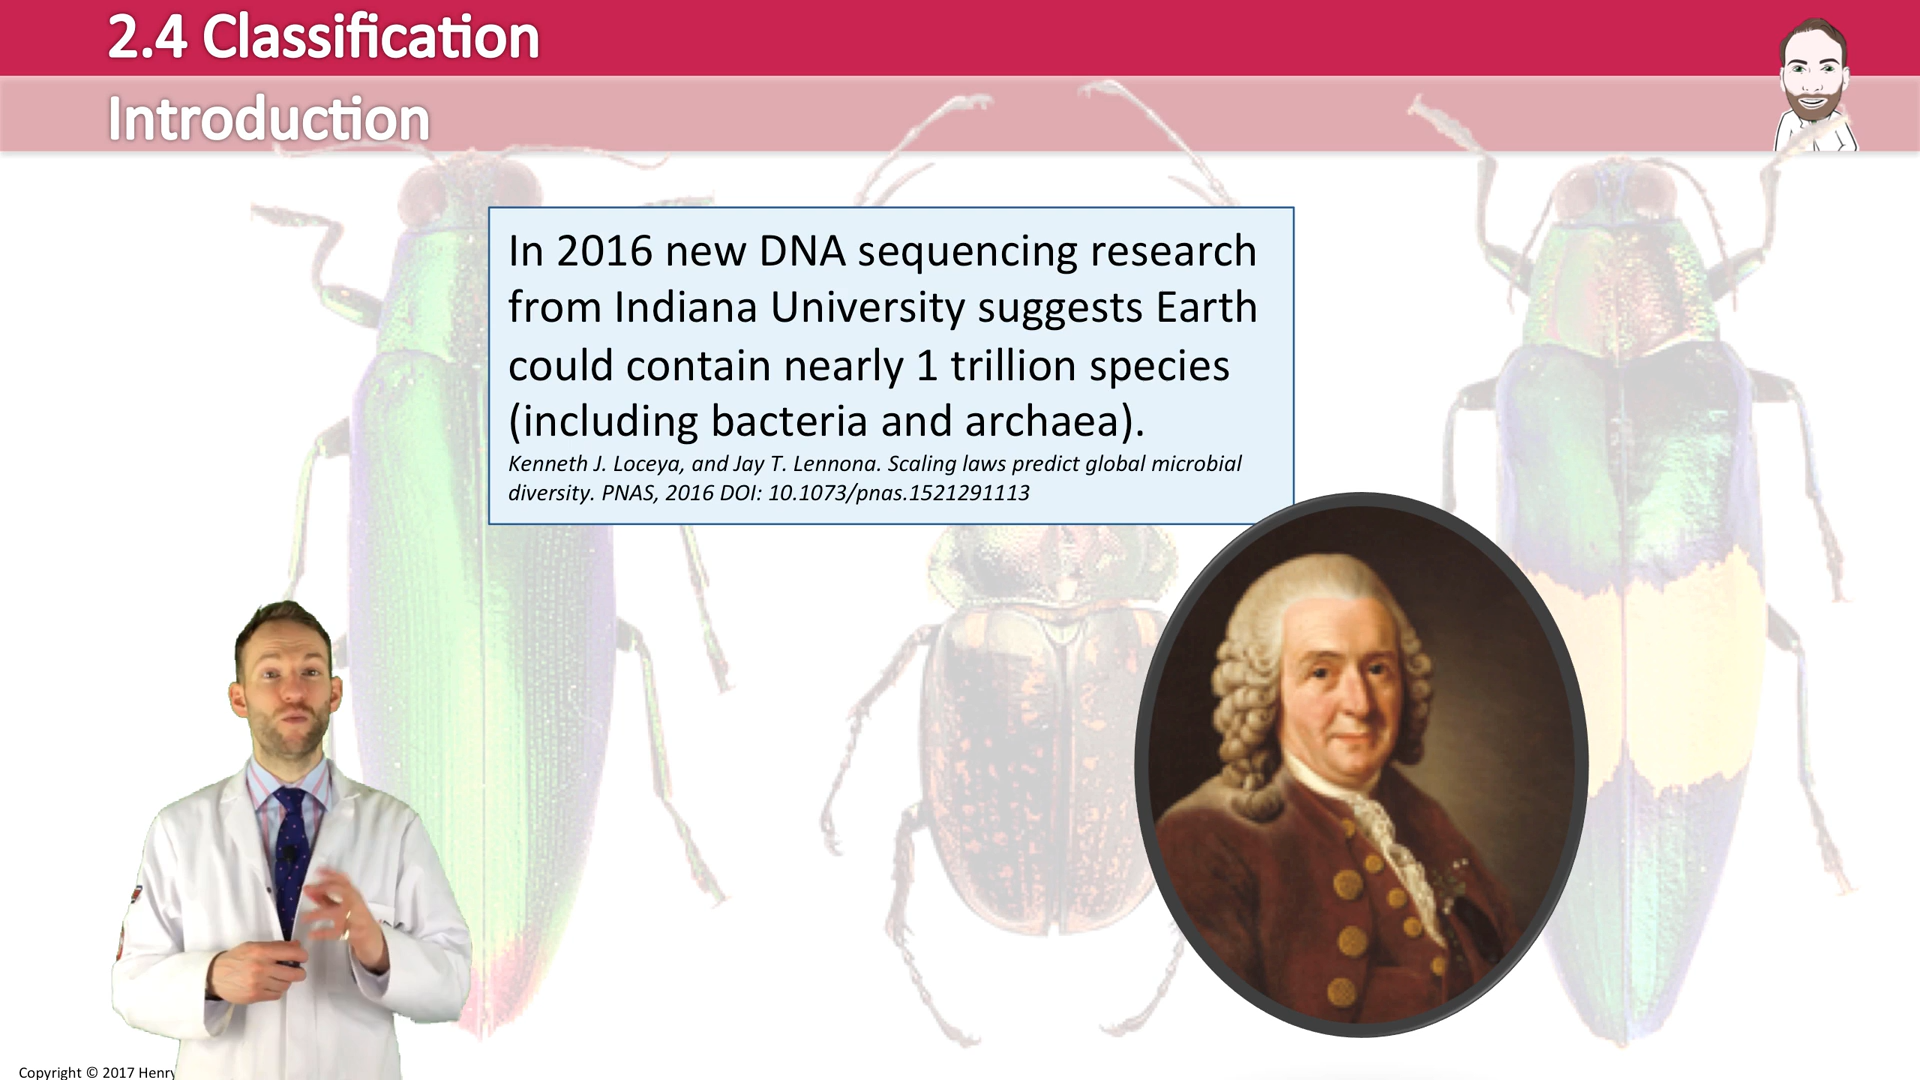 2.4 Classification
Introduction
In 2016 new DNA sequencing research
from Indiana University suggests Earth
could contain nearly 1 trillion species
(including bacteria and archaea).
Kenneth J. Loceya, and Jay T. Lennona. Scaling laws predict global microbial
diversity. PNAS, 2016 DOI: 10.1073/pnas.1521291113
Copyright © 2017 Henry